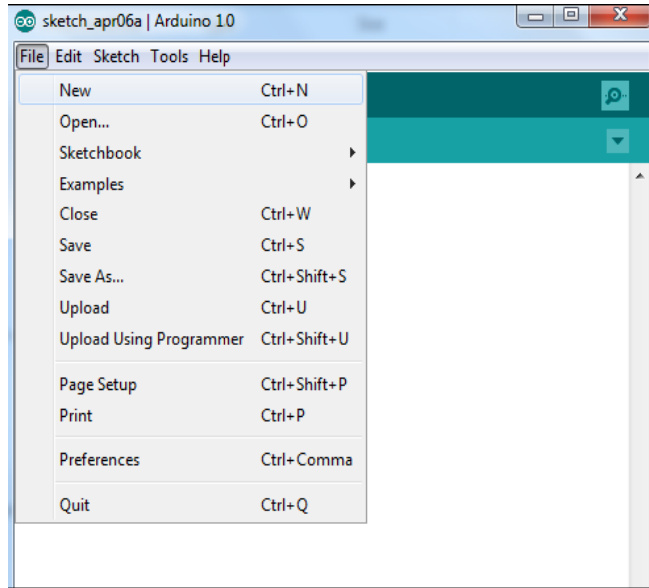 sketch_apr06a | Arduino 1.0
File Edit Sketch Tools Help
New Ctrl+N
Open... Ctrl+O
Sketchbook
Examples
Close Ctrl+W
Save Ctrl+S
Save As... Ctrl+Shift+S
Upload Ctrl+U
Upload Using Programmer Ctrl+Shift+U
Page Setup Ctrl+Shift+P
Print Ctrl+P
Preferences Ctrl+Comma
Quit Ctrl+Q